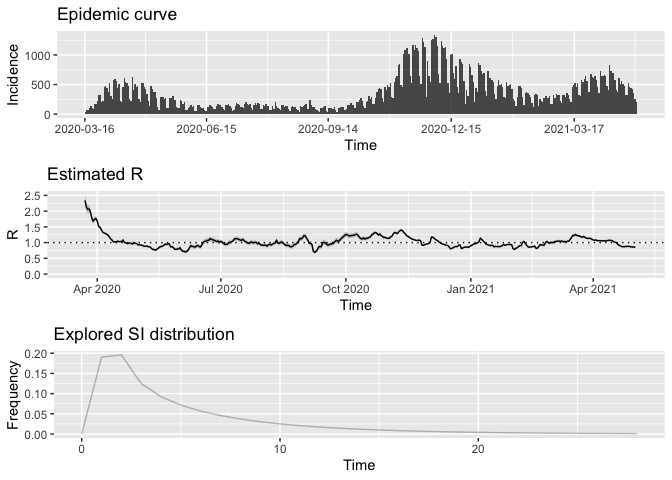 Epidemic curve
Incidence
1000
500
0
2020-03-16 2020-06-15 2020-09-14 2020-12-15 2021-03-17
Time
Estimated R
R
2.5
2.0
1.5
1.0
0.5
0.0
Apr 2020 Jul 2020 Oct 2020 Jan 2021 Apr 2021
Time
Explored SI distribution
Frequency
0.20
0.15
0.10
0.05
0.00
0 10 20
Time